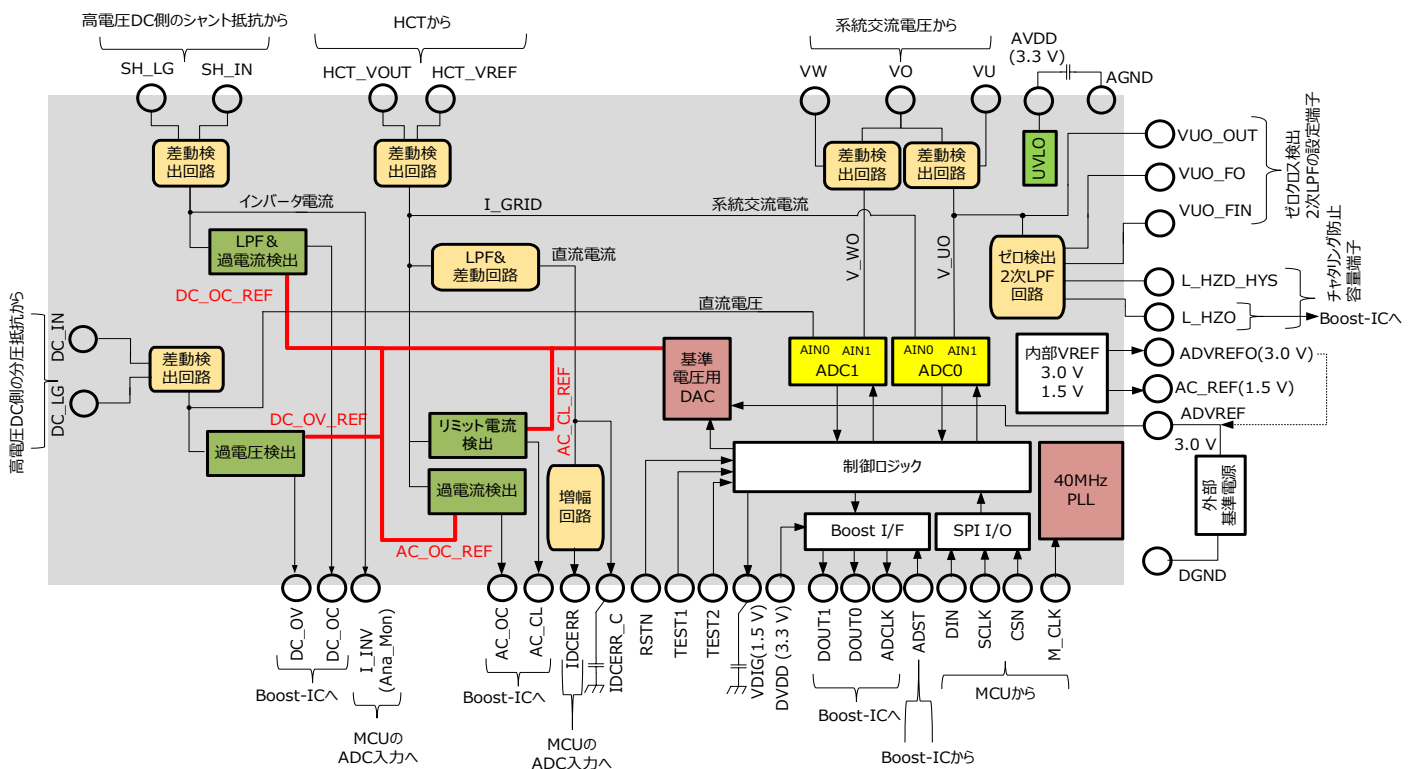 高電圧DC側のシャント抵抗から
HCTから
系統交流電圧から
SH_LG
SH_IN
HCT_VOUT
HCT_VREF
VW
VO
VU
AVDD
(3.3 V)
AGND
差動検
出回路
差動検
出回路
差動検
出回路
差動検
出回路
UVLO
VUO_OUT
VUO_FO
VUO_FIN
ゼロクロス検出
2次LPFの設定端子
インバータ電流
I_GRID
系統交流電流
LPF&
過電流検出
LPF&
差動回路
直流電流
V_WO
V_UO
ゼロ検出
2次LPF
回路
L_HZD_HYS
L_HZO
チャタリング防止
容量端子
Boost-ICへ
DC_OC_REF
直流電圧
高電圧DC側の分圧抵抗から
DC_IN
DC_LG
差動検
出回路
基準
電圧用
DAC
AIN0
AIN1
ADC1
AIN0
AIN1
ADC0
内部VREF
3.0 V
1.5 V
ADVREFO(3.0 V)
AC_REF(1.5 V)
ADVREF
3.0 V
DC_OV_REF
AC_CL_REF
過電圧検出
リミット電流
検出
過電流検出
増幅
回路
制御ロジック
40MHz
PLL
外部
基準電源
AC_OC_REF
Boost I/F
SPI I/O
DGND
DC_OV
DC_OC
I_INV
(Ana_Mon)
AC_OC
AC_CL
IDCERR
IDCERR_C
RSTN
TEST1
TEST2
VDIG(1.5 V)
DVDD (3.3 V)
DOUT1
DOUT0
ADCLK
ADST
DIN
SCLK
CSN
M_CLK
Boost-ICへ
MCUの
ADC入力へ
Boost-ICへ
MCUの
ADC入力へ
Boost-ICへ
Boost-ICから
MCUから